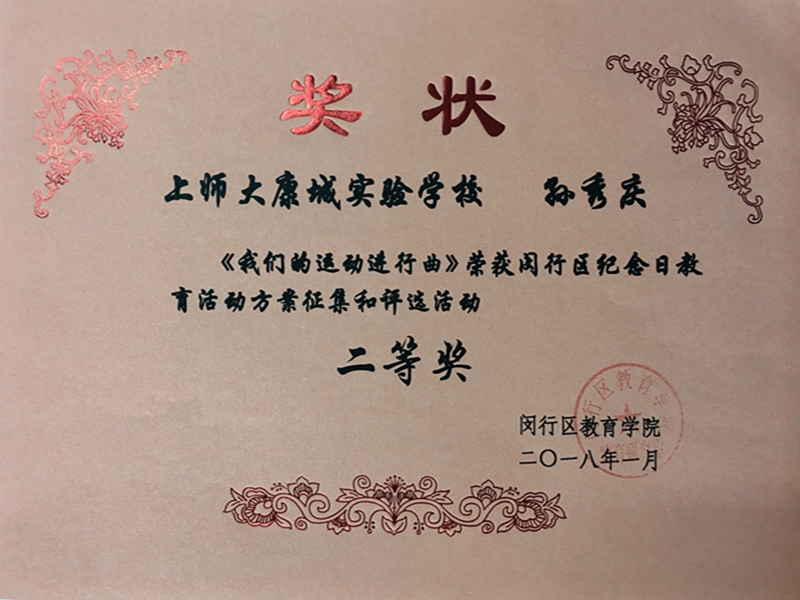 奖 状
上师大康城实验学校 孙秀庆
《我们的运动进行曲》荣获闵行区纪念日教
育活动方案征集和评选活动
二等奖
闵行区教育学院
二〇一八年一月
行区教育学